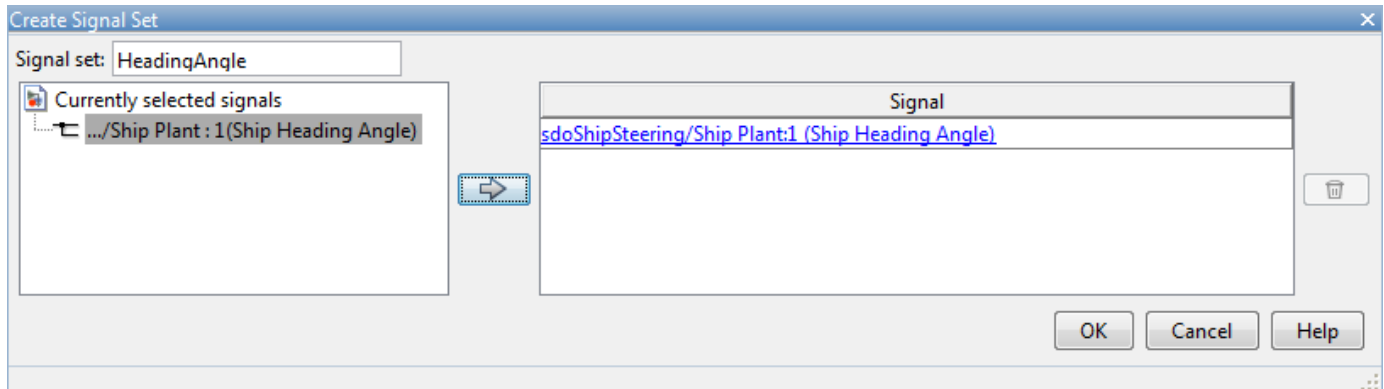 Create Signal Set
Signal set: HeadingAngle
Currently selected signals
.../Ship Plant : 1(Ship Heading Angle)
Signal
sdoShipSteering/Ship Plant:1 (Ship Heading Angle)
OK Cancel Help